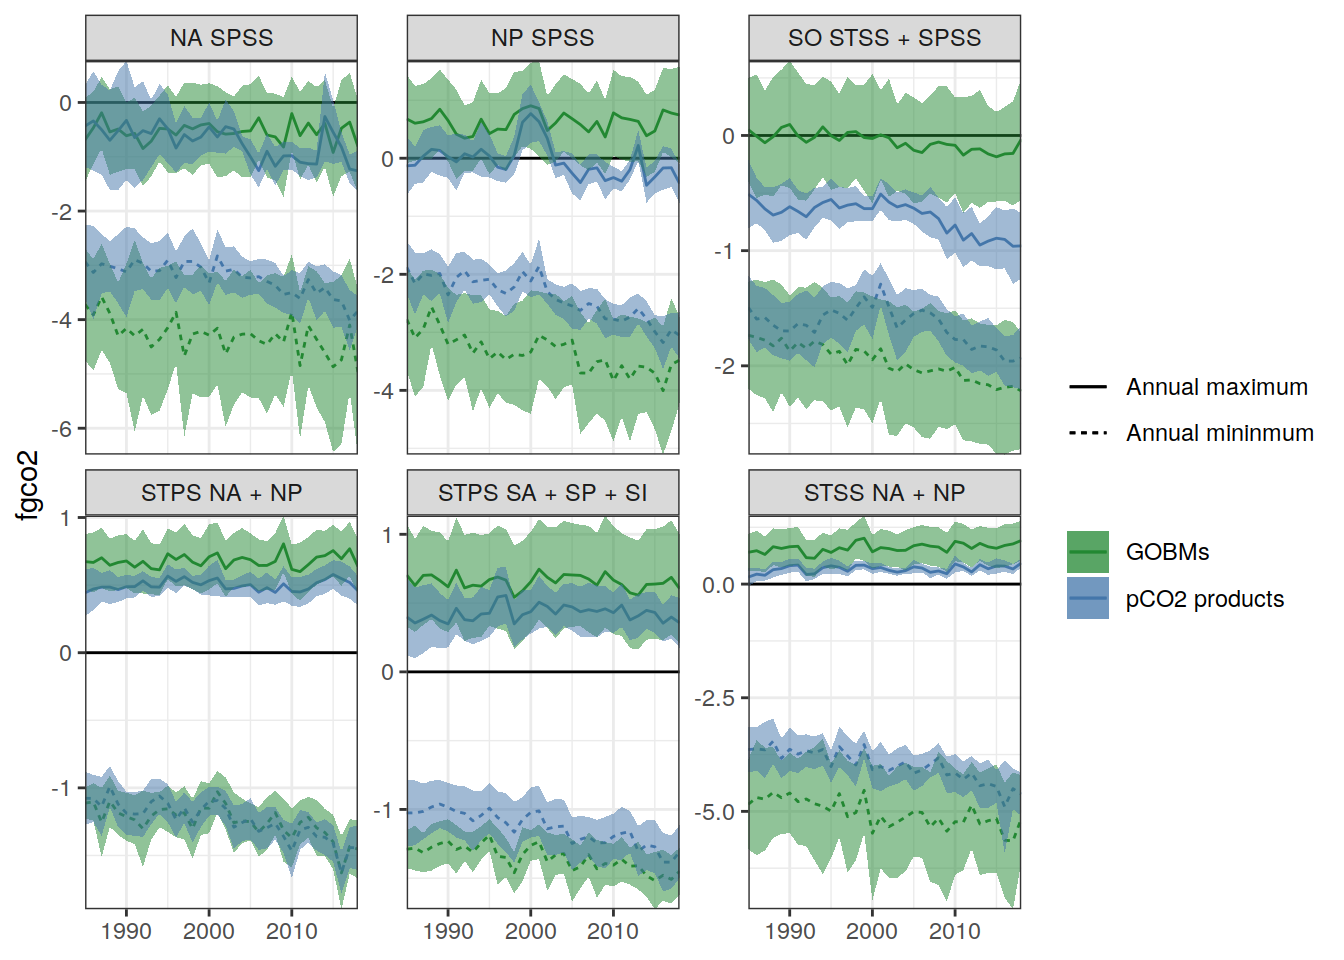 NA SPSS
NP SPSS
SO STSS + SPSS
0
-2
-4
-6
0
-2
-4
0
-1
-2
fgco2
STPS NA + NP
STPS SA + SP + SI
STSS NA + NP
1
0
-1
1
0
-1
0.0
-2.5
-5.0
1990 2000 2010
1990 2000 2010
1990 2000 2010
Annual maximum
Annual mininmum
GOBMs
pCO2 products